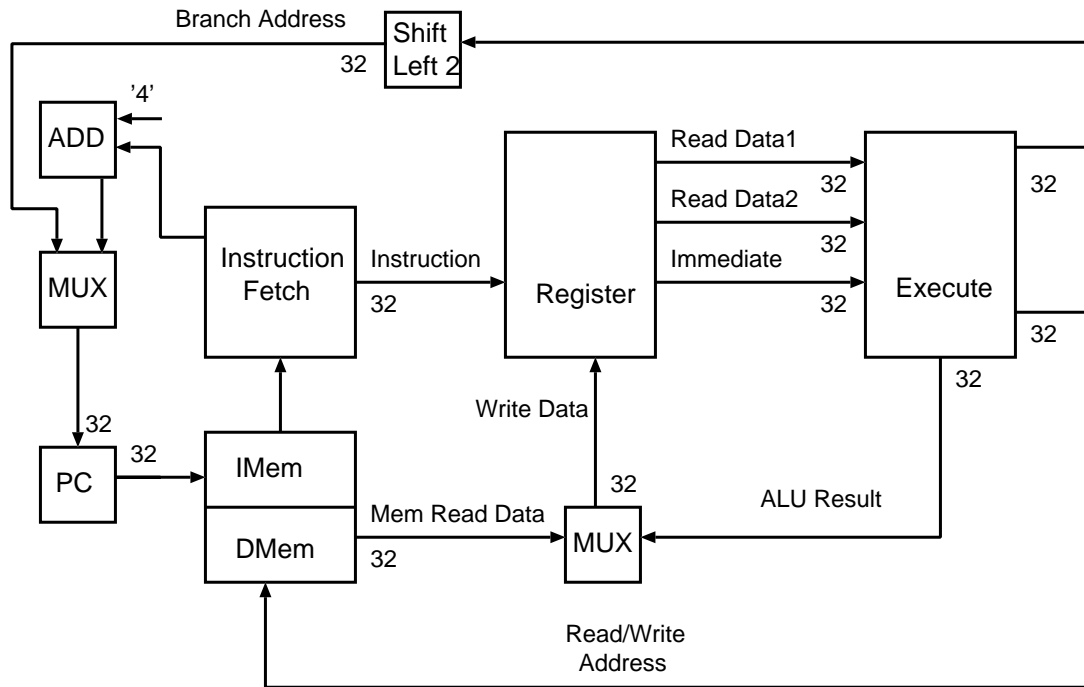 Branch Address
32
Shift
Left 2
'4'
ADD
Read Data1
32
32
Read Data2
32
Instruction
Fetch
Instruction
32
MUX
Register
Immediate
32
Execute
32
32
Write Data
32
32
PC
IMem
32
ALU Result
Mem Read Data
32
DMem
MUX
Read/Write
Address